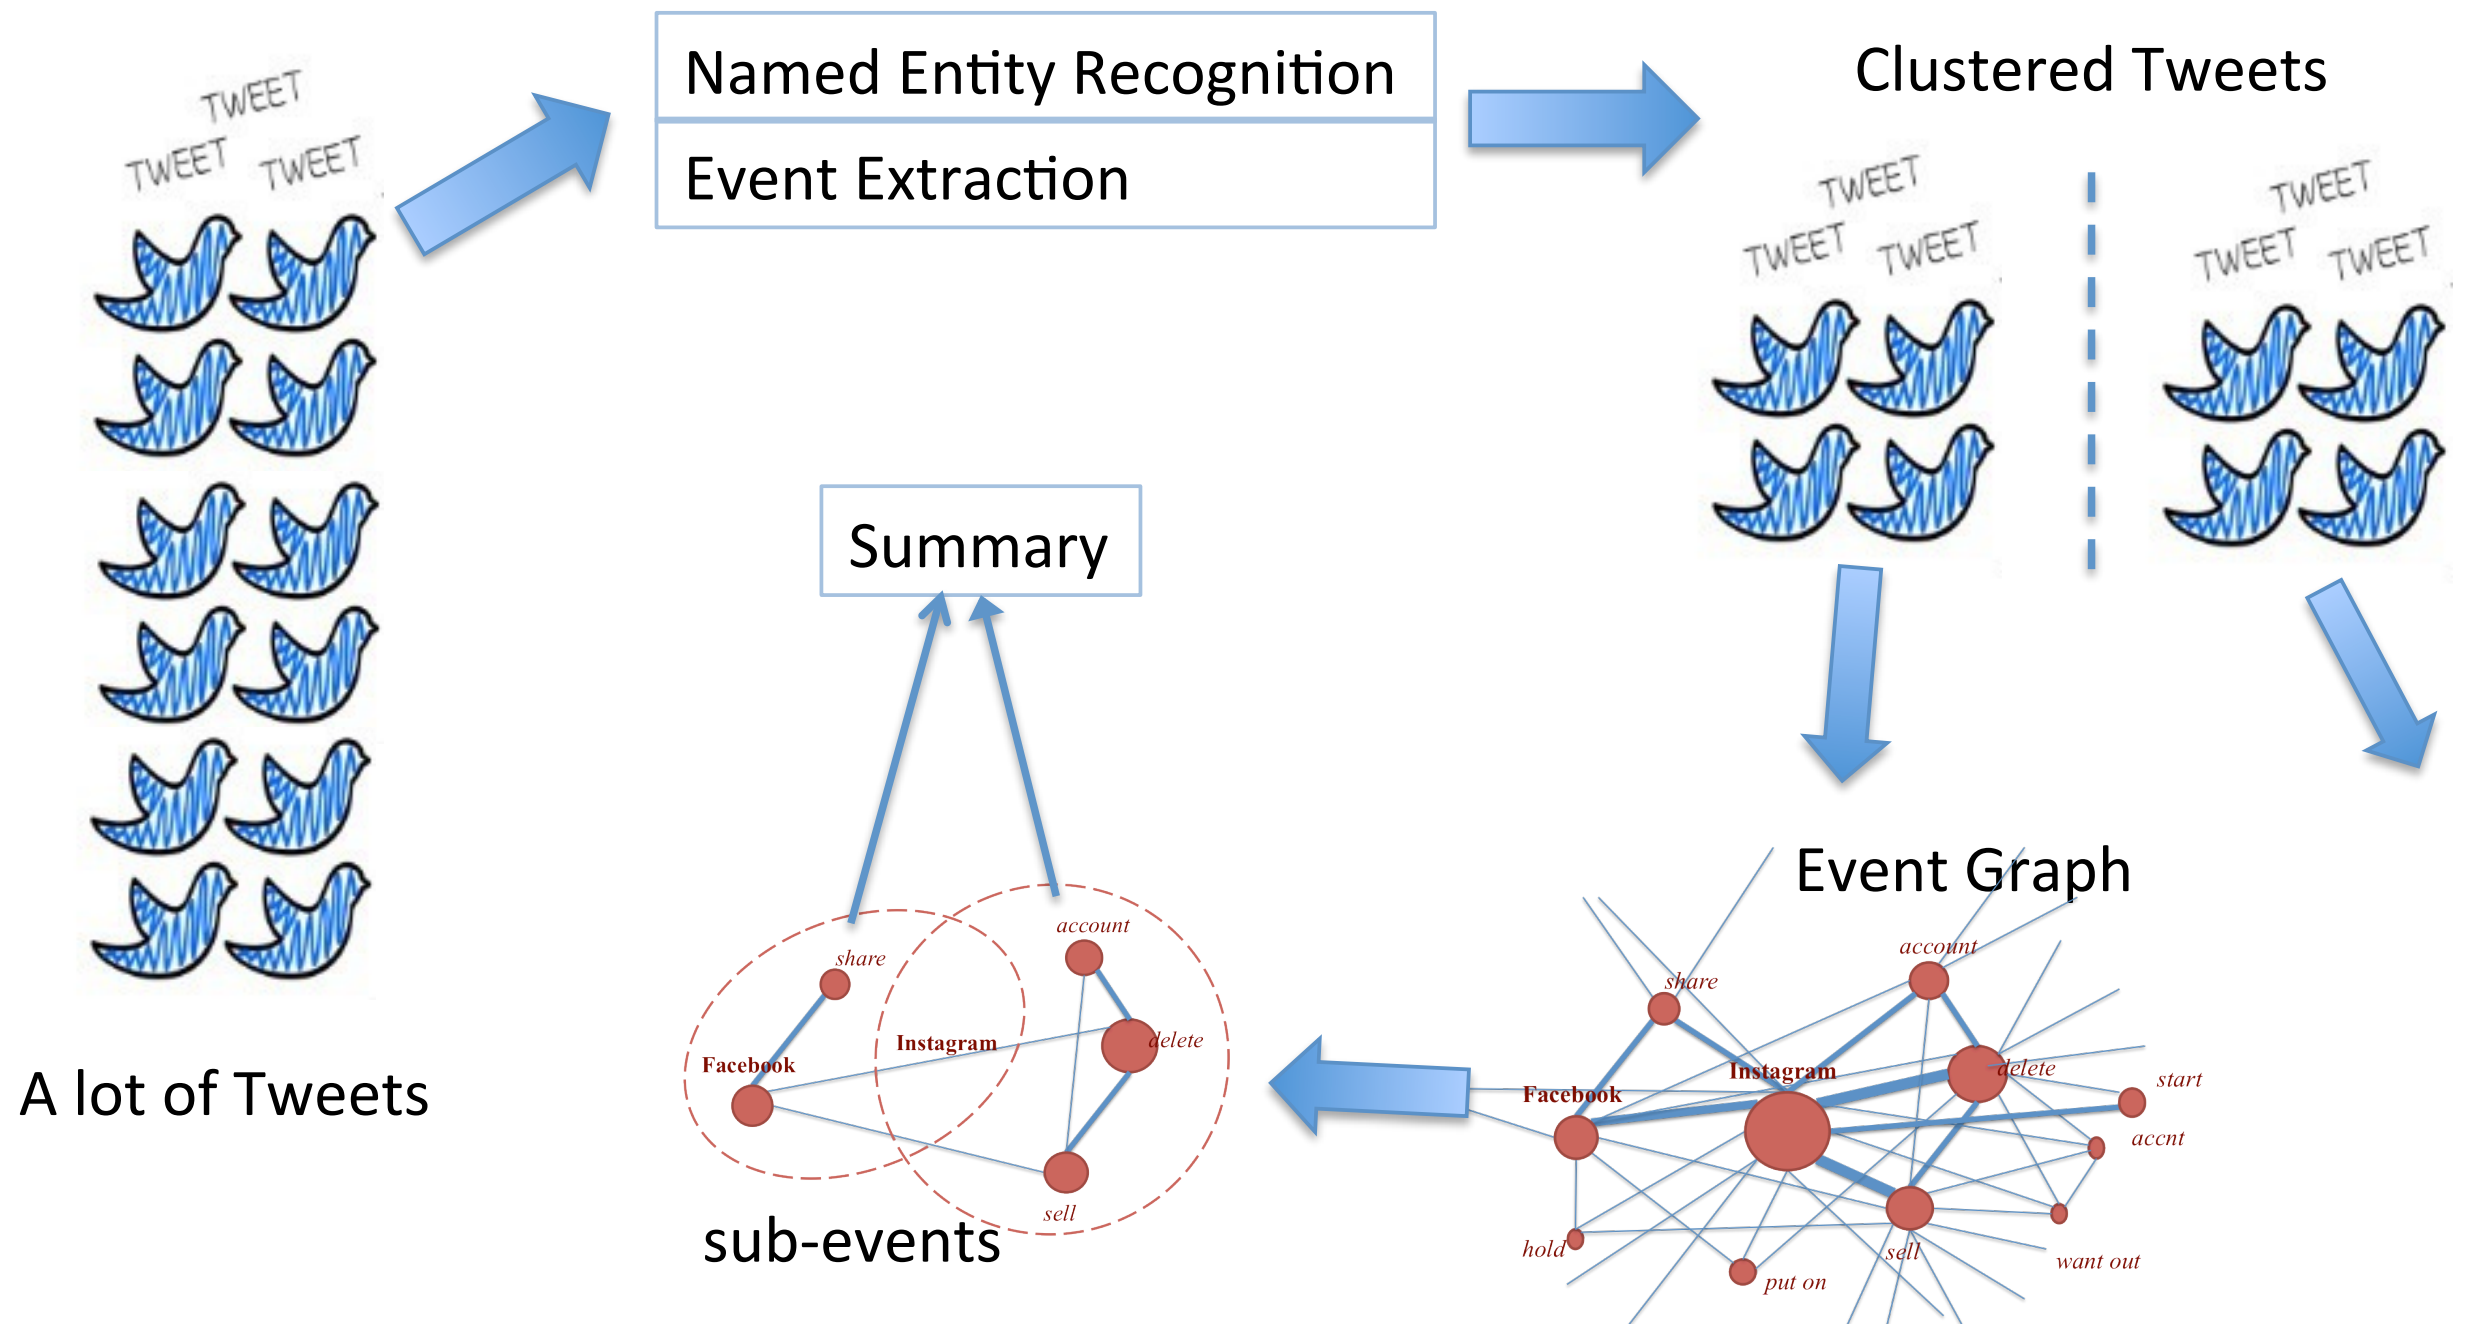 TWEET
TWEET TWEET
A lot of Tweets
Named Entity Recognition
Event Extraction
Clustered Tweets
TWEET
TWEET TWEET
TWEET
TWEET TWEET
Event Graph
account
share
Instagram
delete
Facebook
start
accnt
hold
sell
want out
put on
account
share
Instagram
delete
Facebook
sell
sub-events
Summary